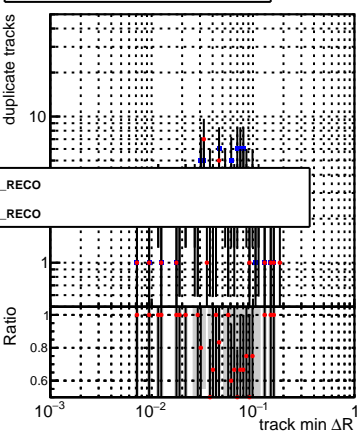 duplicate tracks
10
_RECO
_RECO
1
Ratio
1
0.8
0.6
10⁻³
10⁻²
10⁻¹
1
track min ΔR